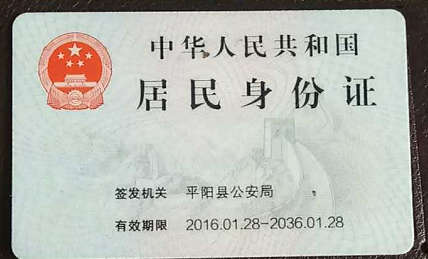 中华人民共和国
居民身份证
签发机关 平阳县公安局
有效期限 2016.01.28-2036.01.28